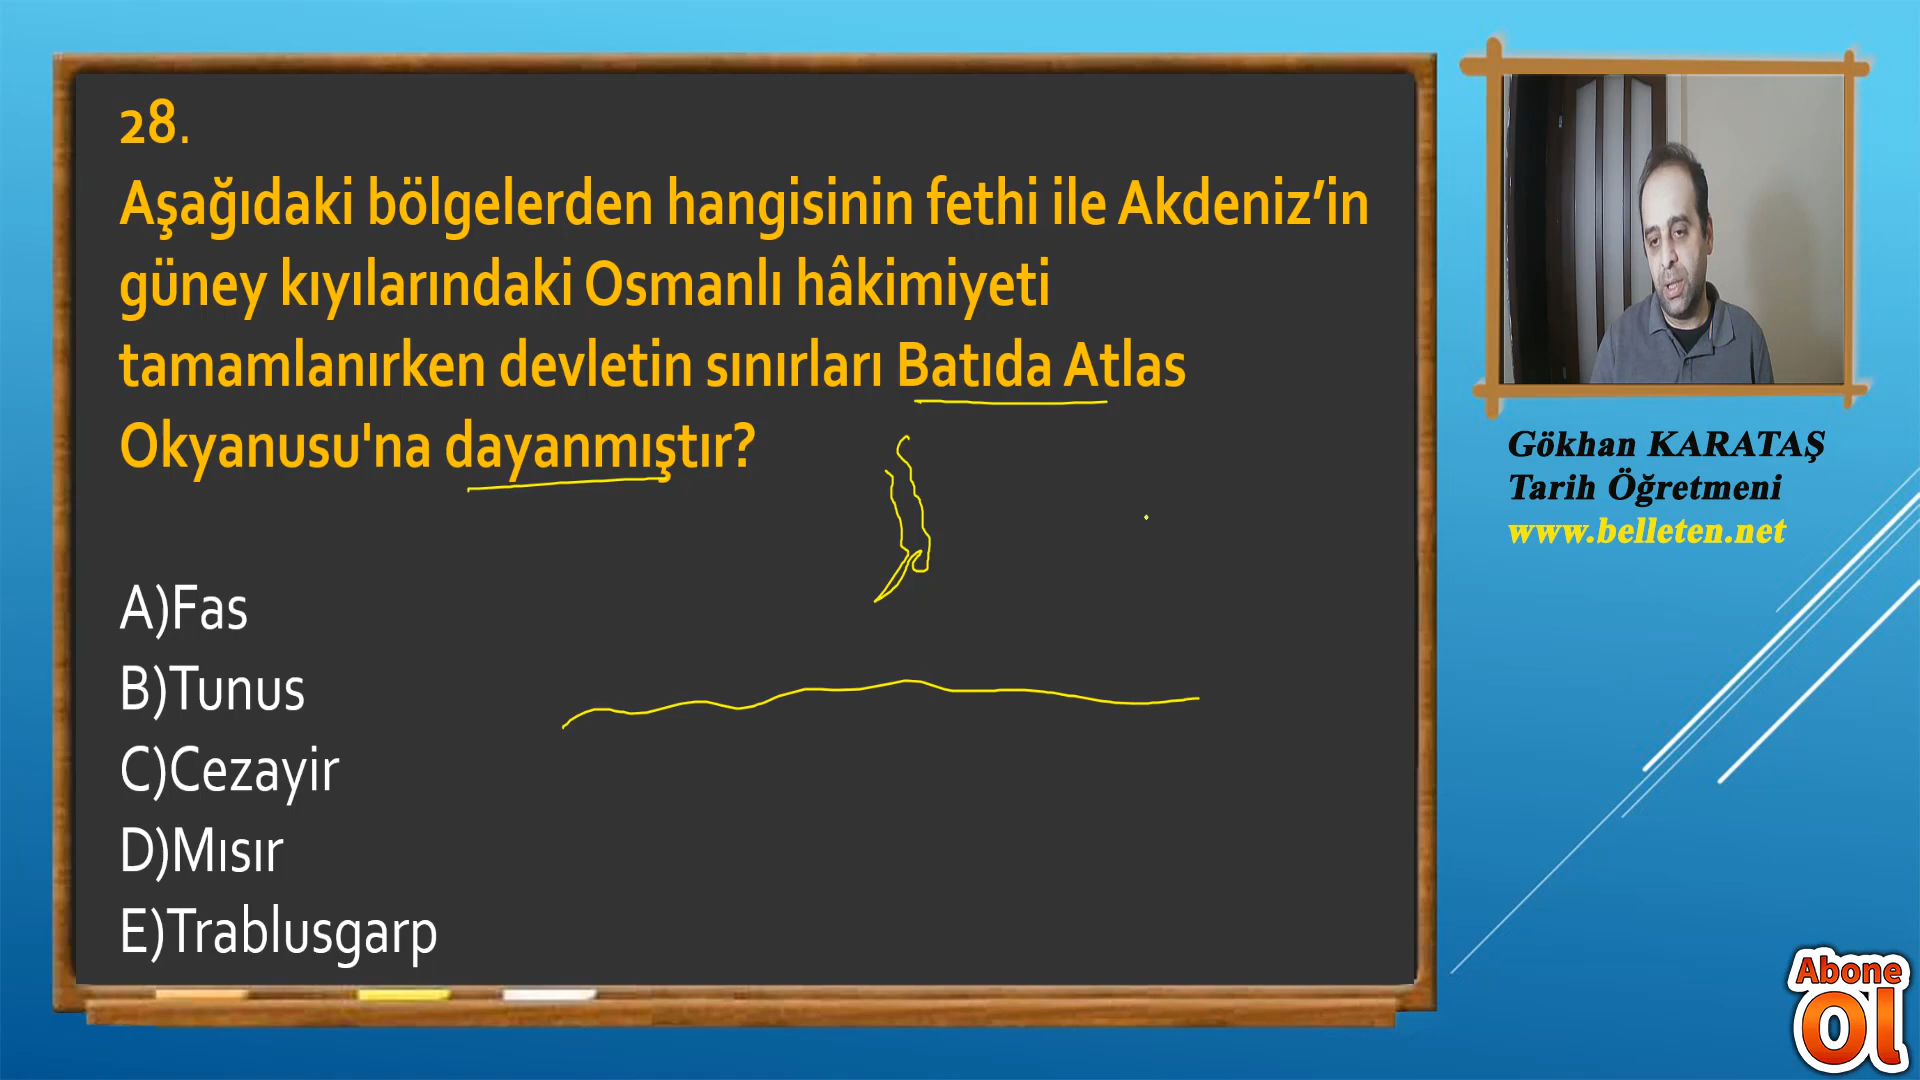 28.
Aşağıdaki bölgelerden hangisinin fethi ile Akdeniz’in
güney kıyılarındaki Osmanlı hâkimiyeti
tamamlanırken devletin sınırları Batıda Atlas
Okyanusu'na dayanmıştır?
A)Fas
B)Tunus
C)Cezayir
D)Mısır
E)Trablusgarp
Gökhan KARATAŞ
Tarih Öğretmeni
www.belleten.net
Abone
Ol